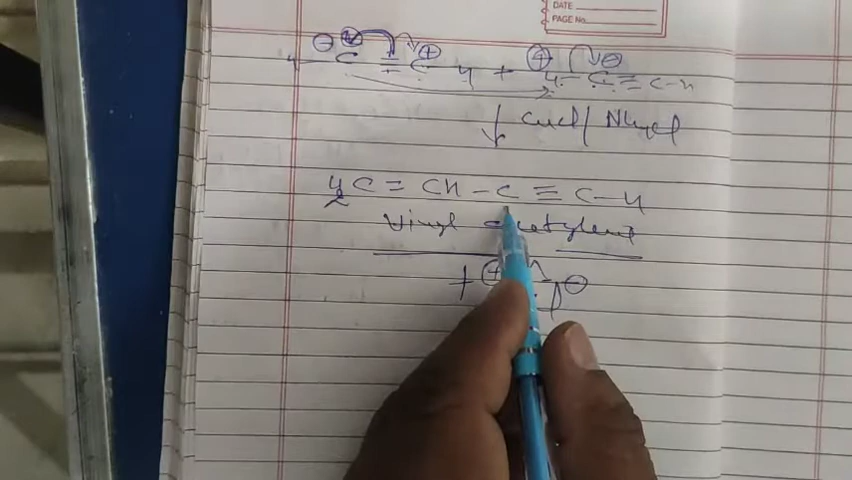 DATE
PAGE No.
⊖ ⊕ ⊕ ⊖
H - C ≡ C - H + H - C ≡ C - H
↓ CuCl/NH4Cl
H2C = CH - C ≡ C - H
Vinyl acetylene
+ ⊕ ⊖